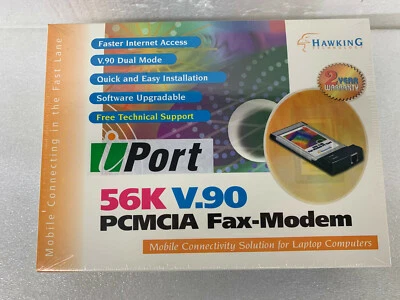 Faster Internet Access
V.90 Dual Mode
Quick and Easy Installation
Software Upgradable
Free Technical Support
HAWKING
2 YEAR
WARRANTY
Mobile Connecting in the Fast Lane
UPort
56K V.90
PCMCIA Fax-Modem
Mobile Connectivity Solution for Laptop Computers